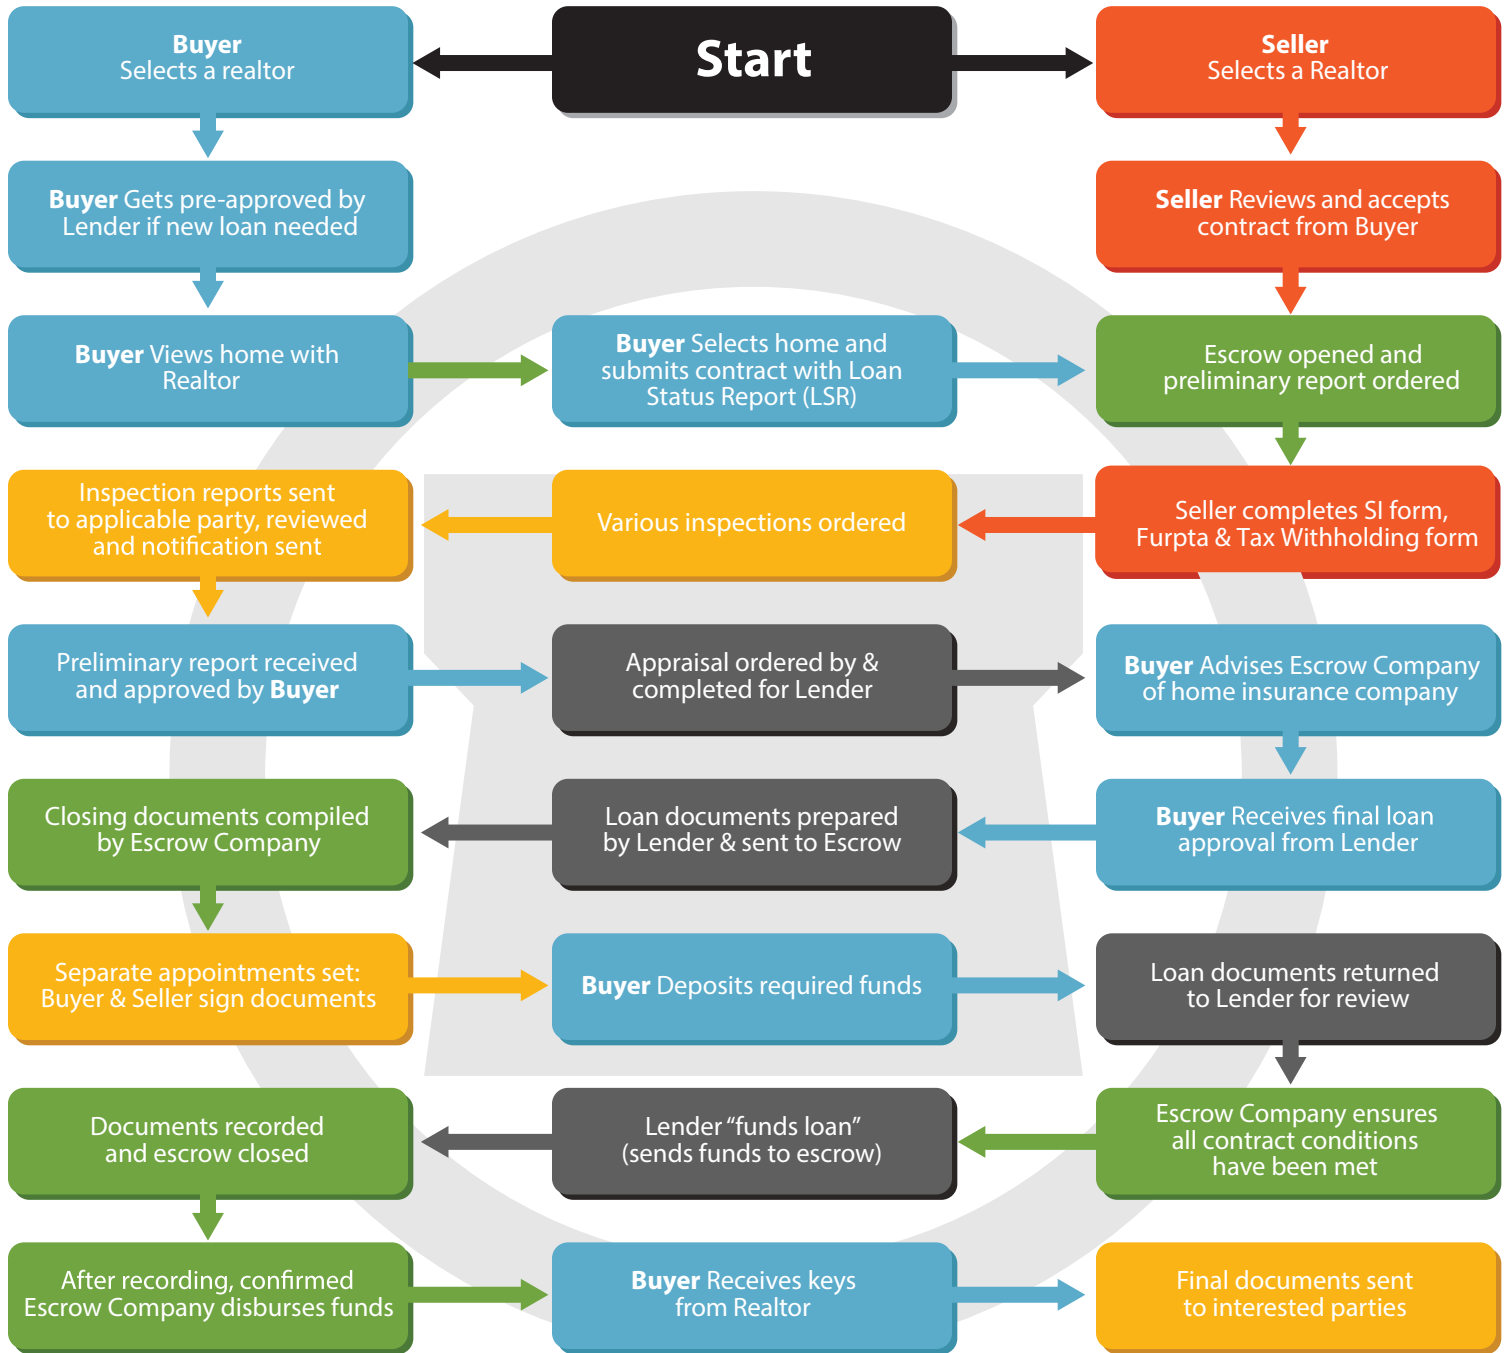 Buyer
Selects a realtor
Start
Seller
Selects a Realtor
Buyer Gets pre-approved by
Lender if new loan needed
Seller Reviews and accepts
contract from Buyer
Buyer Views home with
Realtor
Buyer Selects home and
submits contract with Loan
Status Report (LSR)
Escrow opened and
preliminary report ordered
Inspection reports sent
to applicable party, reviewed
and notification sent
Various inspections ordered
Seller completes SI form,
Furpta & Tax Withholding form
Preliminary report received
and approved by Buyer
Appraisal ordered by &
completed for Lender
Buyer Advises Escrow Company
of home insurance company
Closing documents compiled
by Escrow Company
Loan documents prepared
by Lender & sent to Escrow
Buyer Receives final loan
approval from Lender
Separate appointments set:
Buyer & Seller sign documents
Buyer Deposits required funds
Loan documents returned
to Lender for review
Documents recorded
and escrow closed
Lender “funds loan”
(sends funds to escrow)
Escrow Company ensures
all contract conditions
have been met
After recording, confirmed
Escrow Company disburses funds
Buyer Receives keys
from Realtor
Final documents sent
to interested parties